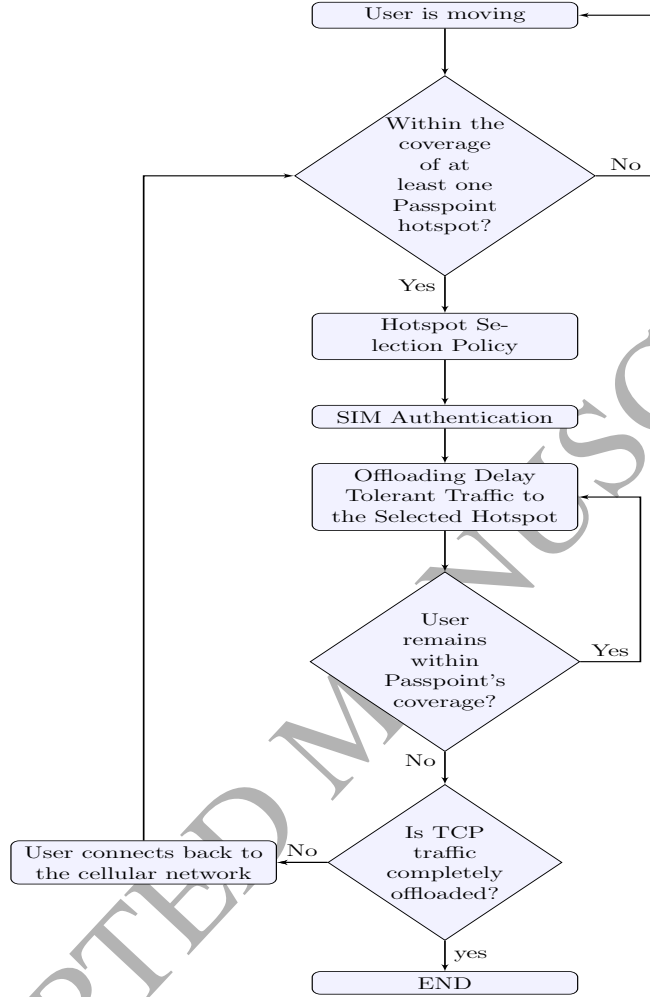 User is moving
Within the
coverage
of at
least one
Passpoint
hotspot?
No
Yes
Hotspot Se-
lection Policy
SIM Authentication
Offloading Delay
Tolerant Traffic to
the Selected Hotspot
User
remains
within
Passpoint's
coverage?
Yes
No
Is TCP
traffic
completely
offloaded?
No
User connects back to
the cellular network
yes
END